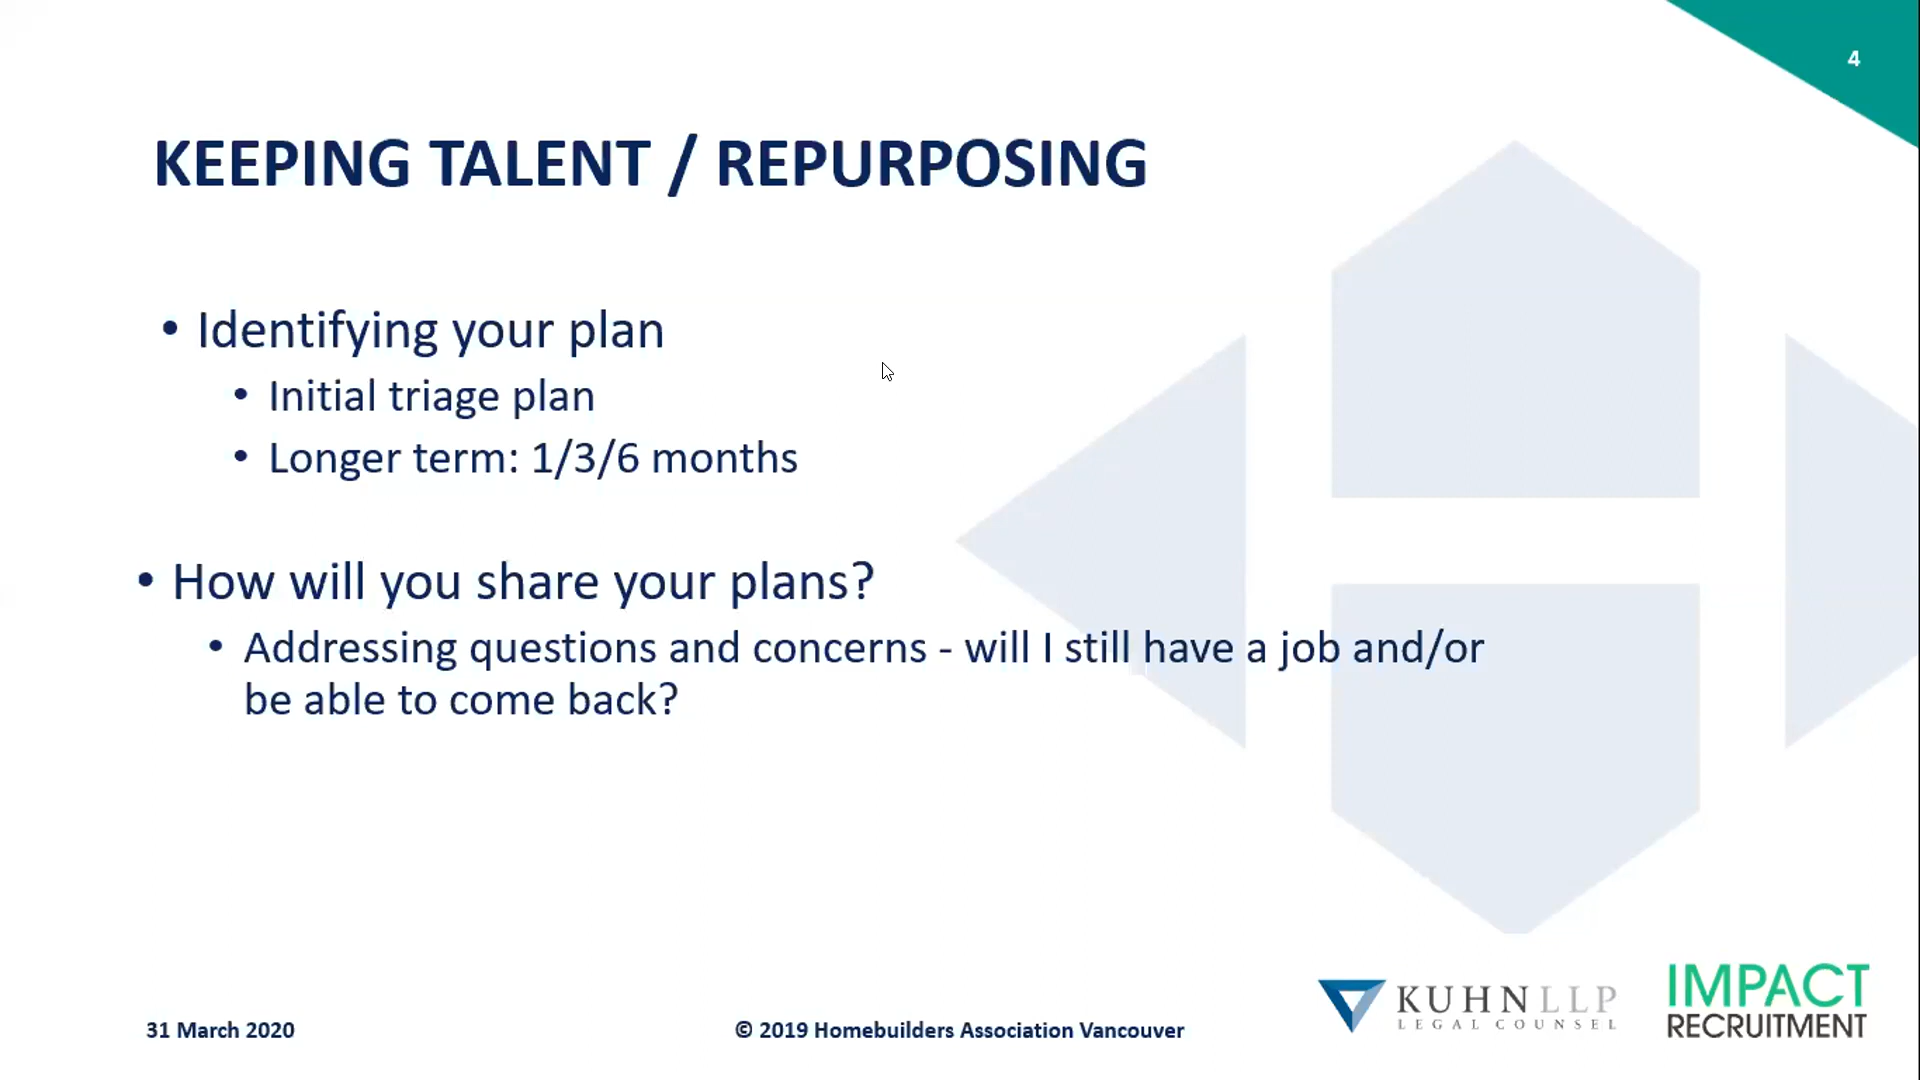 4
KEEPING TALENT / REPURPOSING
• Identifying your plan
• Initial triage plan
• Longer term: 1/3/6 months
• How will you share your plans?
• Addressing questions and concerns - will I still have a job and/or
be able to come back?
31 March 2020
© 2019 Homebuilders Association Vancouver
KUHN LLP
LEGAL COUNSEL
IMPACT
RECRUITMENT